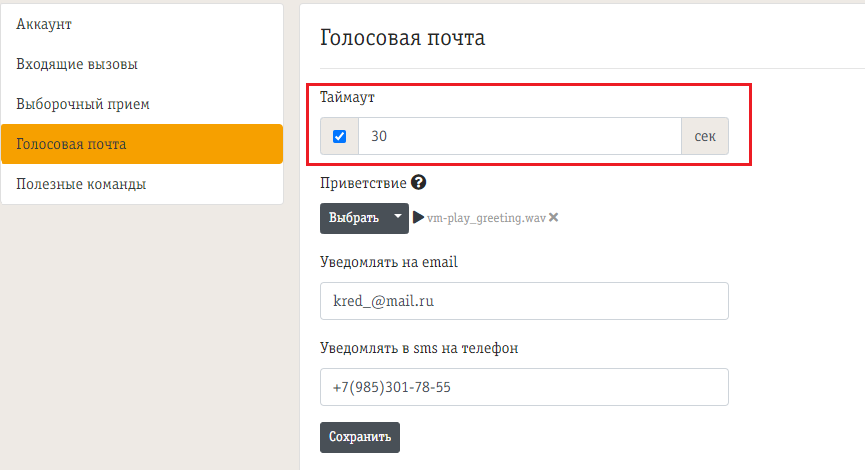 Аккаунт
Входящие вызовы
Выборочный прием
Голосовая почта
Полезные команды
Голосовая почта
Таймаут
30 сек
Приветствие ?
Выбрать vm-play_greeting.wav
Уведомлять на email
kred_@mail.ru
Уведомлять в sms на телефон
+7(985)301-78-55
Сохранить